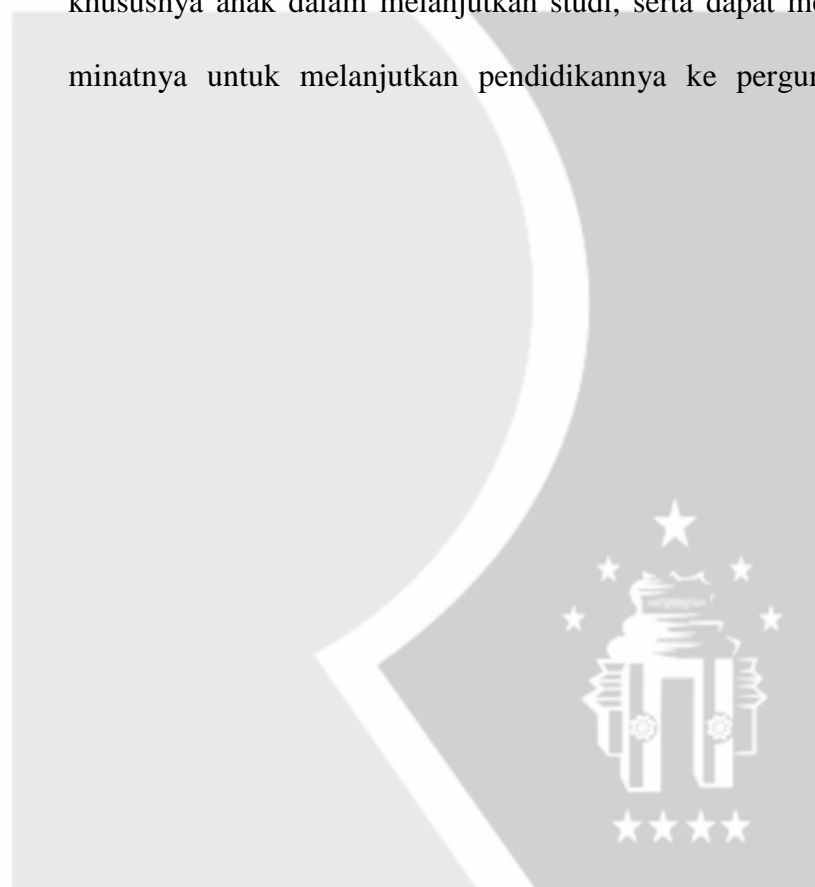 khususnya anak dalam melanjutkan studi, serta dapat
minatnya untuk melanjutkan pendidikannya ke